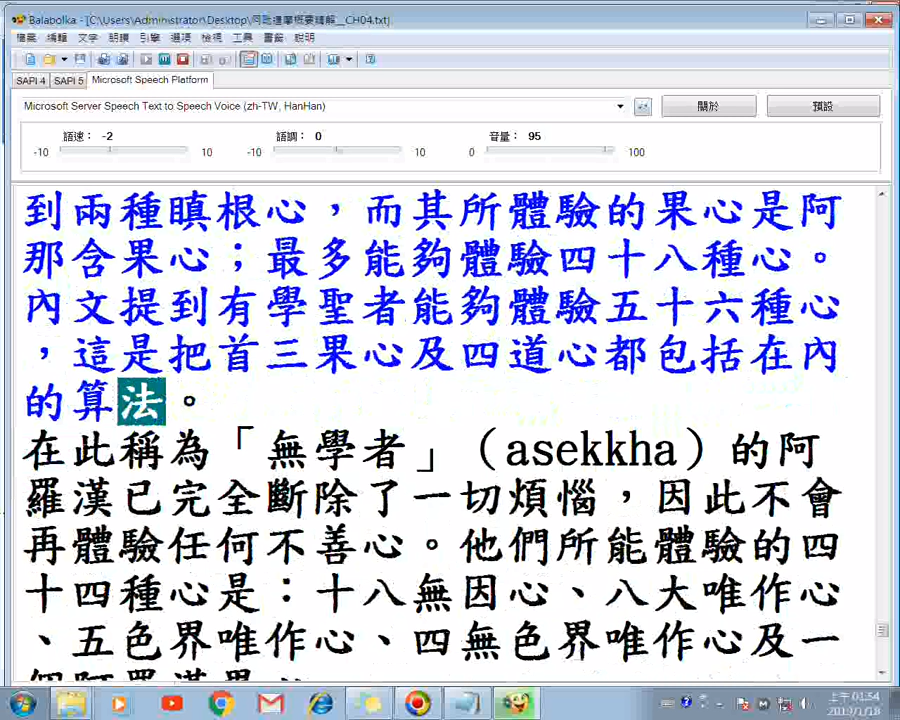 Balabolka - [C:\Users\Administrator\Desktop\阿毗達摩概要精解__CH04.txt]
檔案 編輯 文字 朗讀 引擎 選項 檢視 工具 書籤 說明
SAPI 4 SAPI 5 Microsoft Speech Platform
Microsoft Server Speech Text to Speech Voice (zh-TW, HanHan) 關於 預設
語速： -2 語調： 0 音量： 95
-10 10 -10 10 0 100
到兩種瞋根心，而其所體驗的果心是阿
那含果心；最多能夠體驗四十八種心。
內文提到有學聖者能夠體驗五十六種心
，這是把首三果心及四道心都包括在內
的算法。
在此稱為「無學者」（asekkha）的阿
羅漢已完全斷除了一切煩惱，因此不會
再體驗任何不善心。他們所能體驗的四
十四種心是：十八無因心、八大唯作心
、五色界唯作心、四無色界唯作心及一
個阿羅漢果心
上午 01:54
2019/1/18